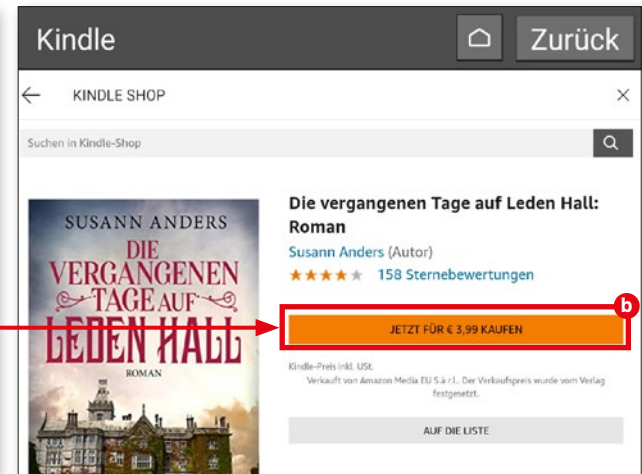 Kindle
Zurück
KINDLE SHOP
Suchen in Kindle-Shop
SUSANN ANDERS
DIE
VERGANGENEN
TAGE AUF
LEDEN HALL
ROMAN
Die vergangenen Tage auf Leden Hall:
Roman
Susann Anders (Autor)
158 Sternebewertungen
b
JETZT FÜR € 3,99 KAUFEN
Kindle-Preis inkl. USt.
Verkauft von Amazon Media EU S.à r.l.. Der Verkaufspreis wurde vom Verlag
festgesetzt.
AUF DIE LISTE